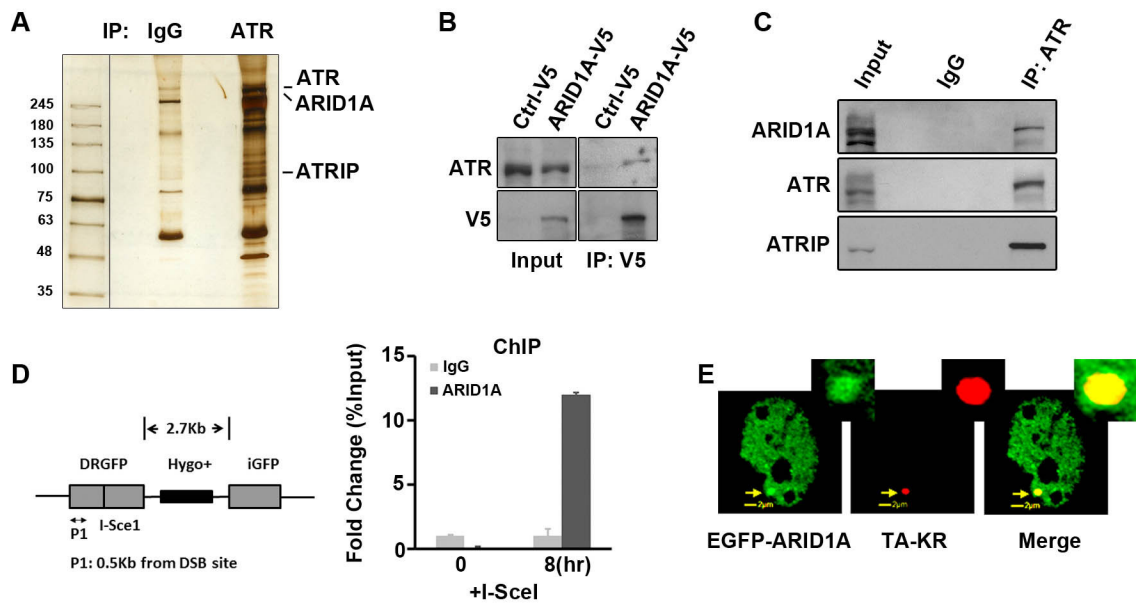 A
IP: IgG ATR
ATR
ARID1A
ATRIP
245
180
135
100
75
63
48
35
B
Ctrl-V5
ARID1A-V5
Ctrl-V5
ARID1A-V5
ATR
V5
Input IP: V5
C
Input
IgG
IP: ATR
ARID1A
ATR
ATRIP
D
2.7Kb
DRGFP Hygo+ iGFP
I-Sce1
P1
P1: 0.5Kb from DSB site
ChIP
IgG
ARID1A
Fold Change (%Input)
15
10
5
0
0 8(hr)
+I-SceI
E
2μm
2μm
2μm
EGFP-ARID1A TA-KR Merge